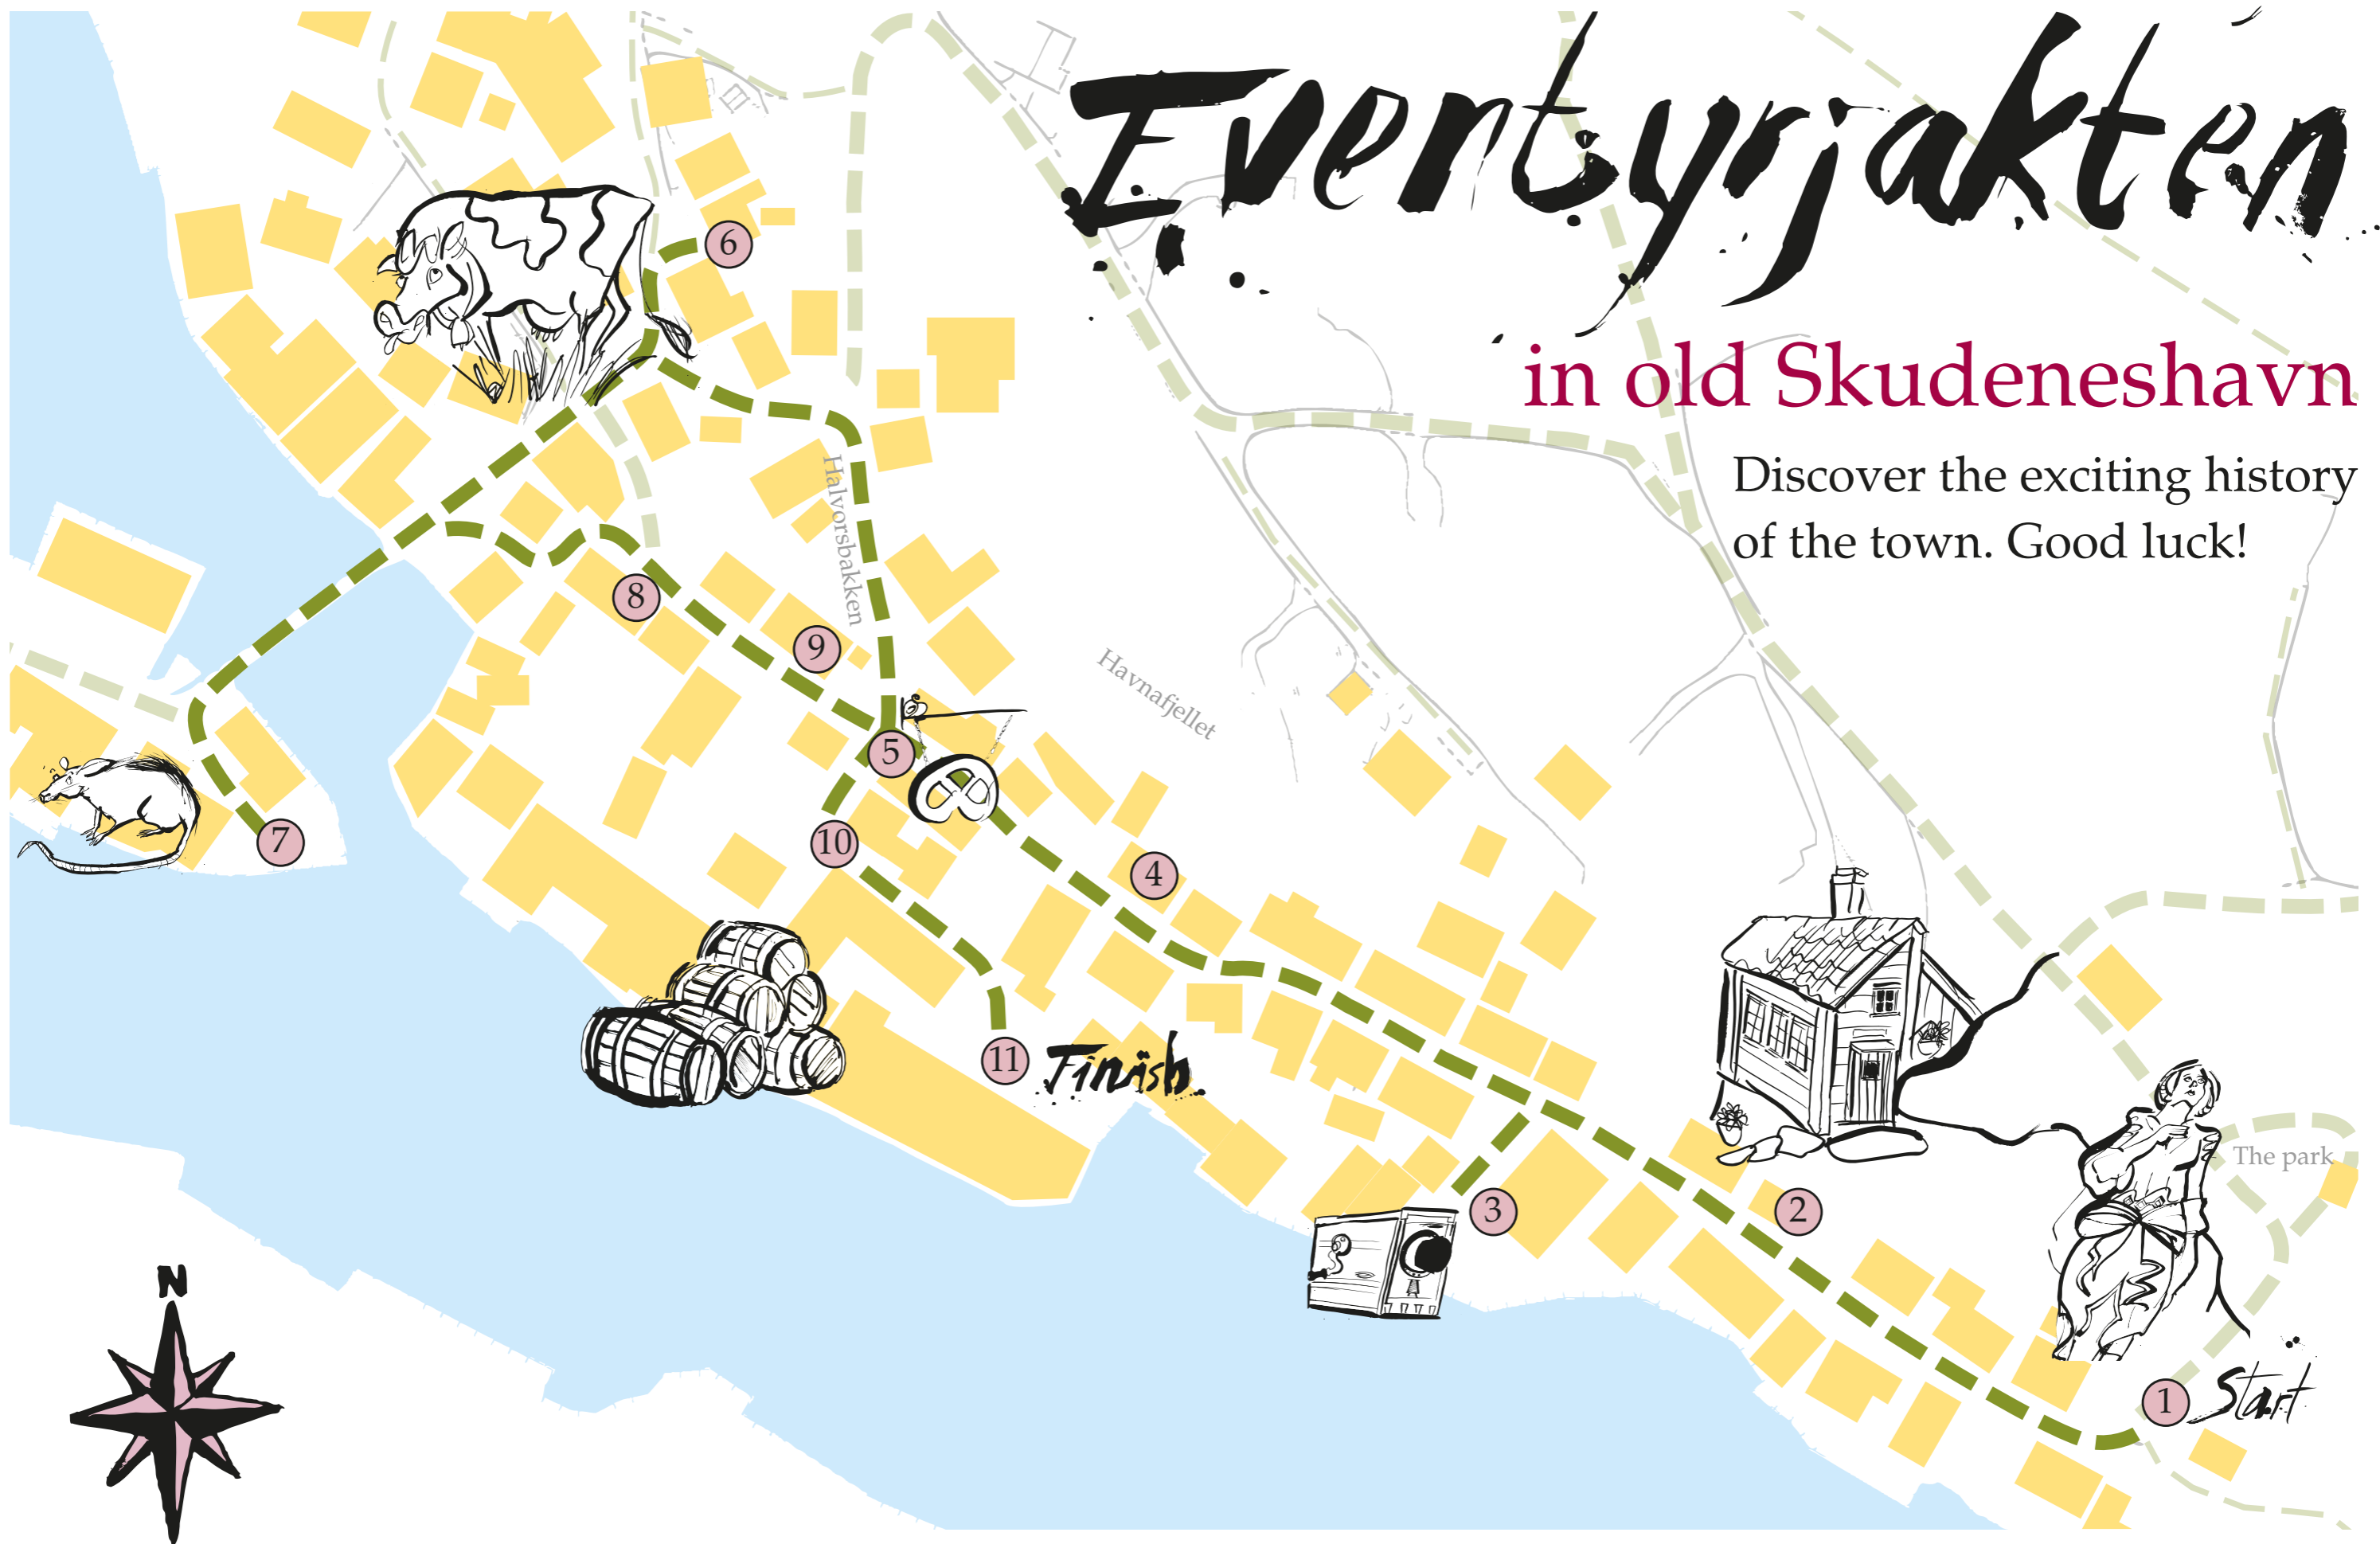 Eventyrjakten
in old Skudeneshavn
Discover the exciting history
of the town. Good luck!
6
Halvorsbakken
8
9
Havnafjellet
5
7
10
4
11
Finish
The park
3
2
N
1
Start